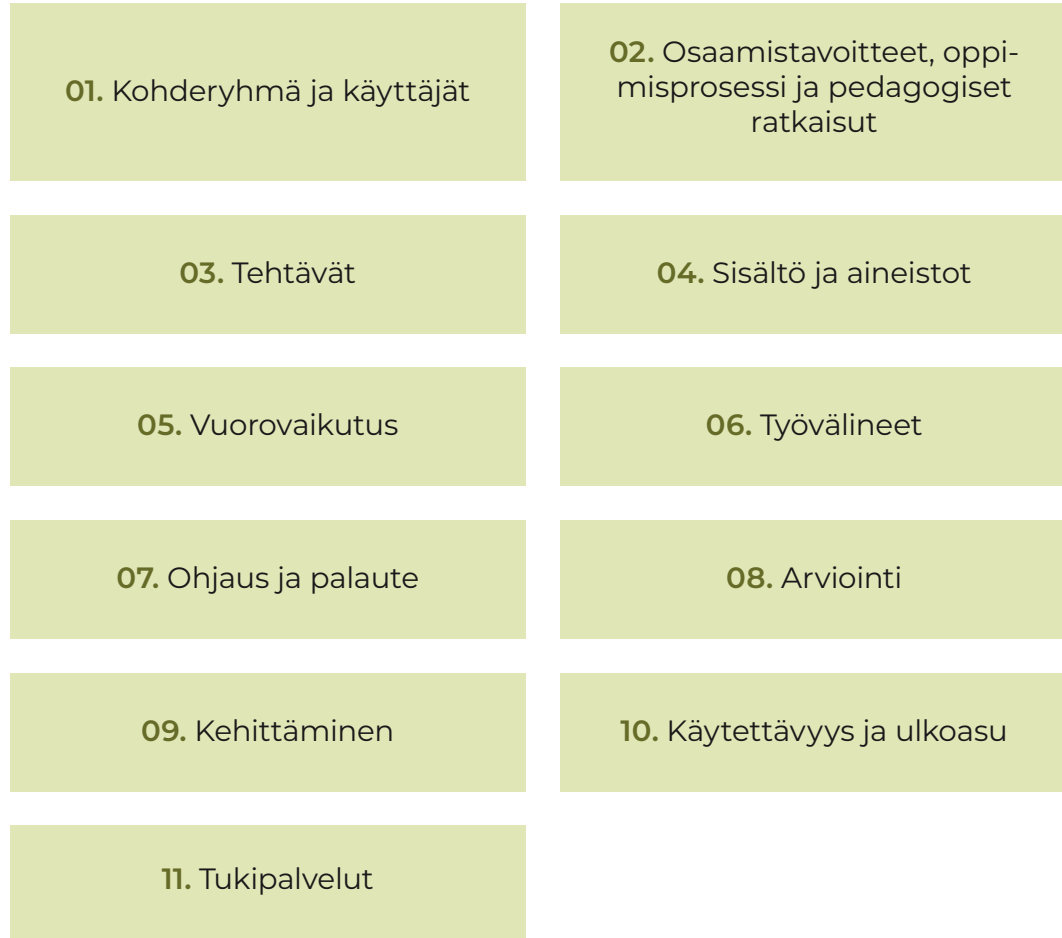 01. Kohderyhmä ja käyttäjät
02. Osaamistavoitteet, oppi-
misprosessi ja pedagogiset
ratkaisut
03. Tehtävät
04. Sisältö ja aineistot
05. Vuorovaikutus
06. Työvälineet
07. Ohjaus ja palaute
08. Arviointi
09. Kehittäminen
10. Käytettävyys ja ulkoasu
11. Tukipalvelut